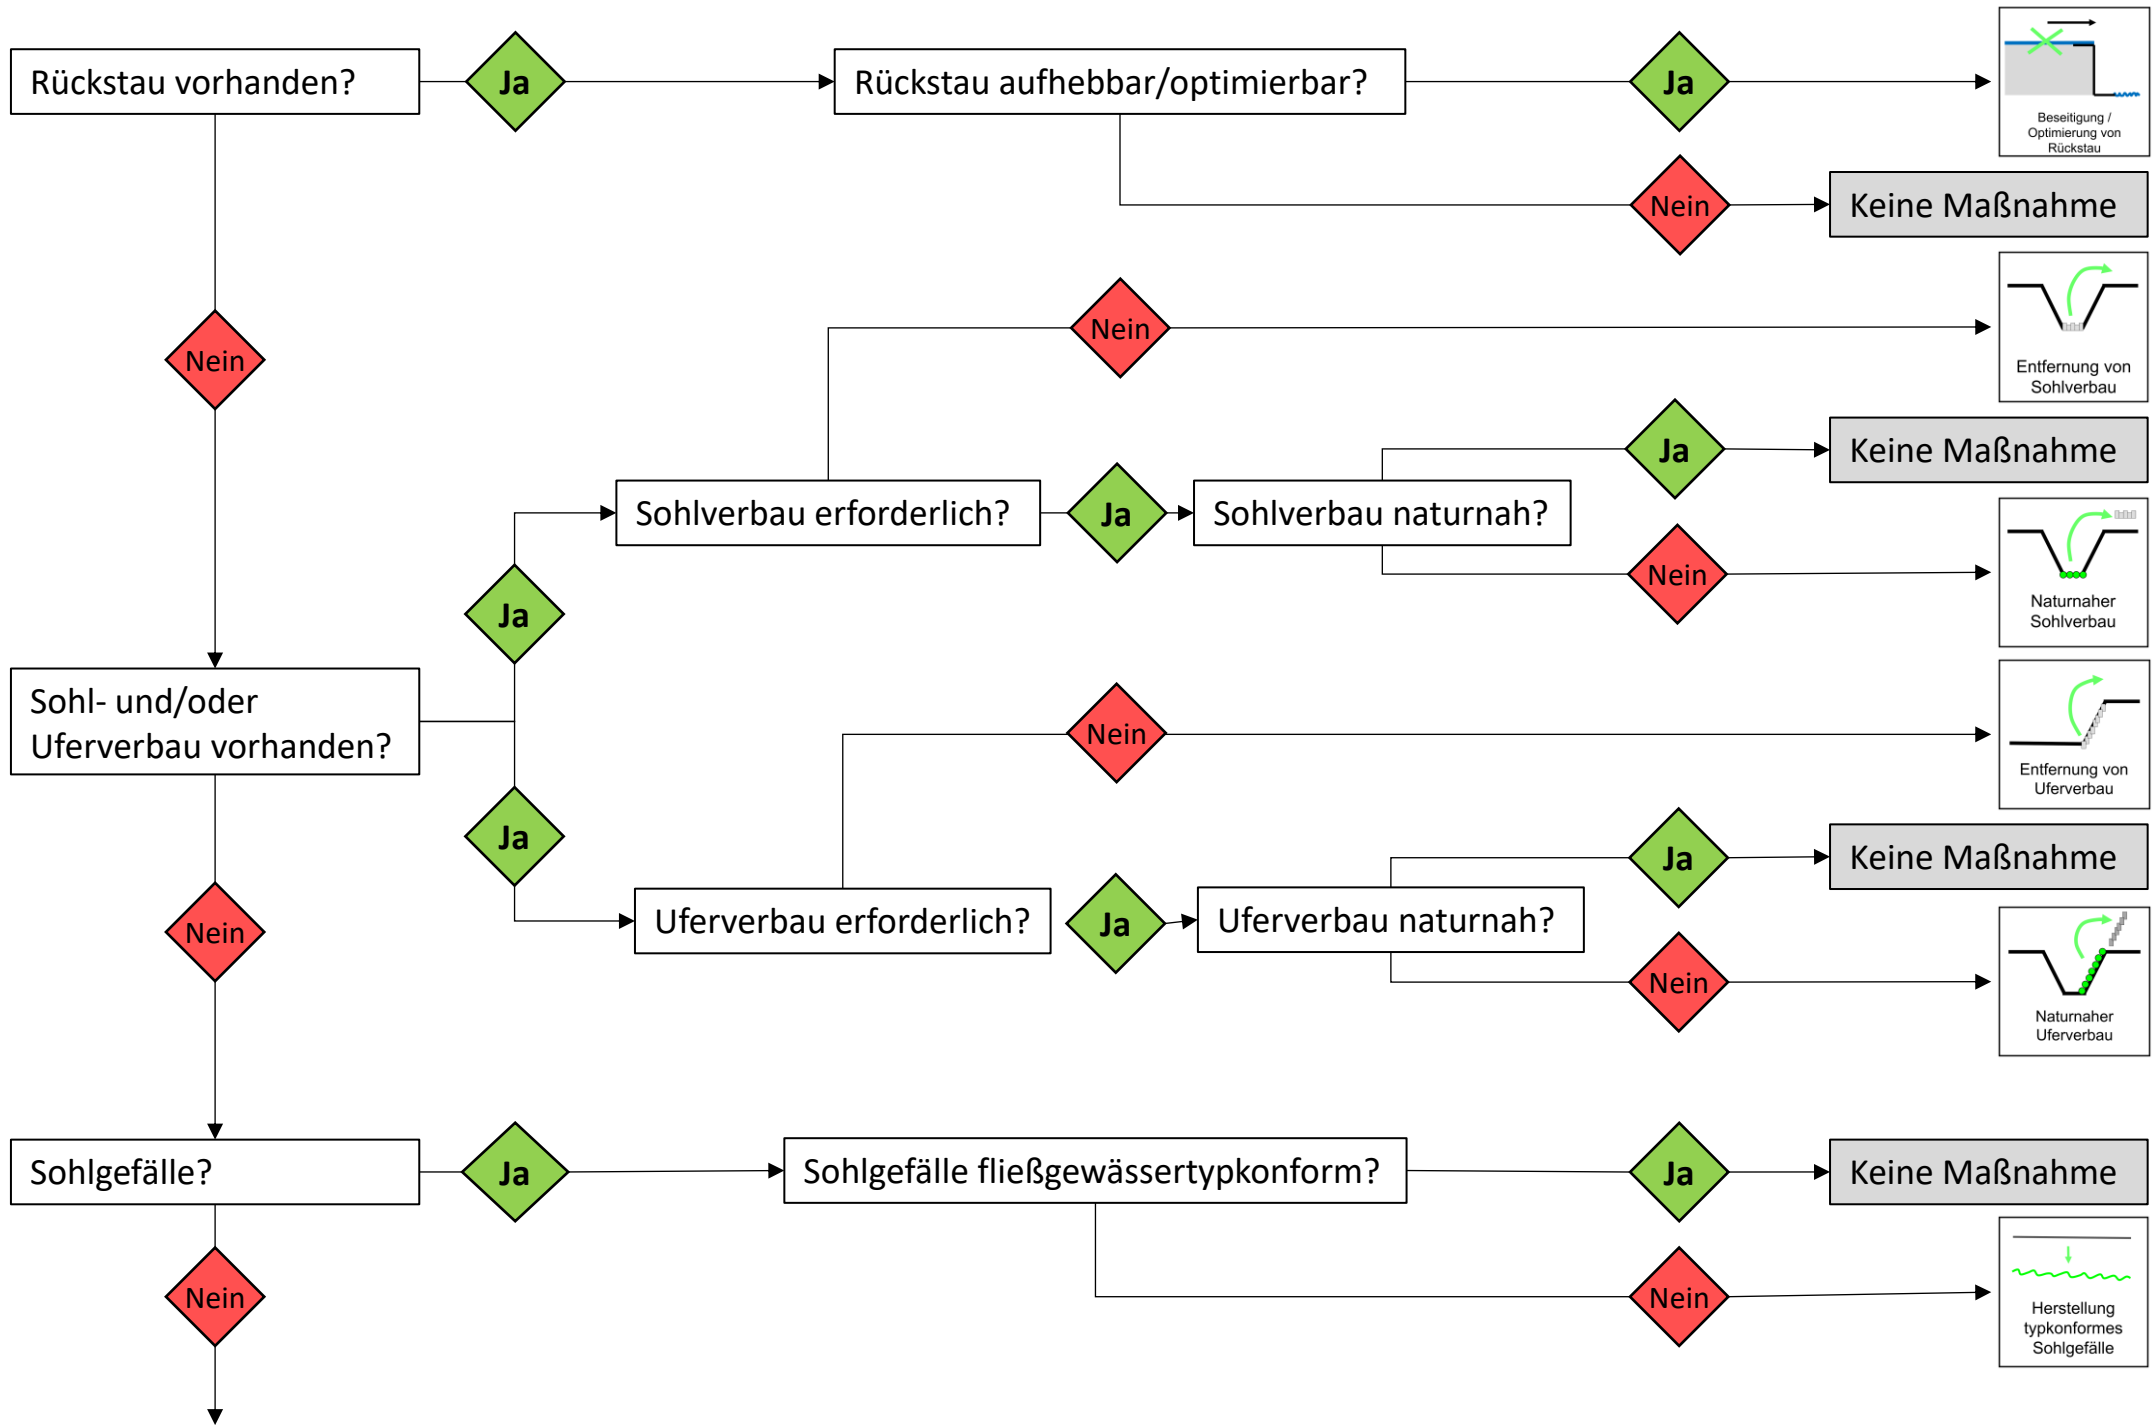 Rückstau vorhanden?
Ja
Rückstau aufhebbar/optimierbar?
Ja
Beseitigung /
Optimierung von
Rückstau
Nein
Keine Maßnahme
Nein
Nein
Entfernung von
Sohlverbau
Sohlverbau erforderlich?
Ja
Sohlverbau naturnah?
Ja
Keine Maßnahme
Nein
Naturnaher
Sohlverbau
Ja
Sohl- und/oder
Uferverbau vorhanden?
Ja
Nein
Entfernung von
Uferverbau
Uferverbau erforderlich?
Ja
Uferverbau naturnah?
Ja
Keine Maßnahme
Nein
Naturnaher
Uferverbau
Nein
Sohlgefälle?
Ja
Sohlgefälle fließgewässertypkonform?
Ja
Keine Maßnahme
Nein
Nein
Herstellung
typkonformes
Sohlgefälle